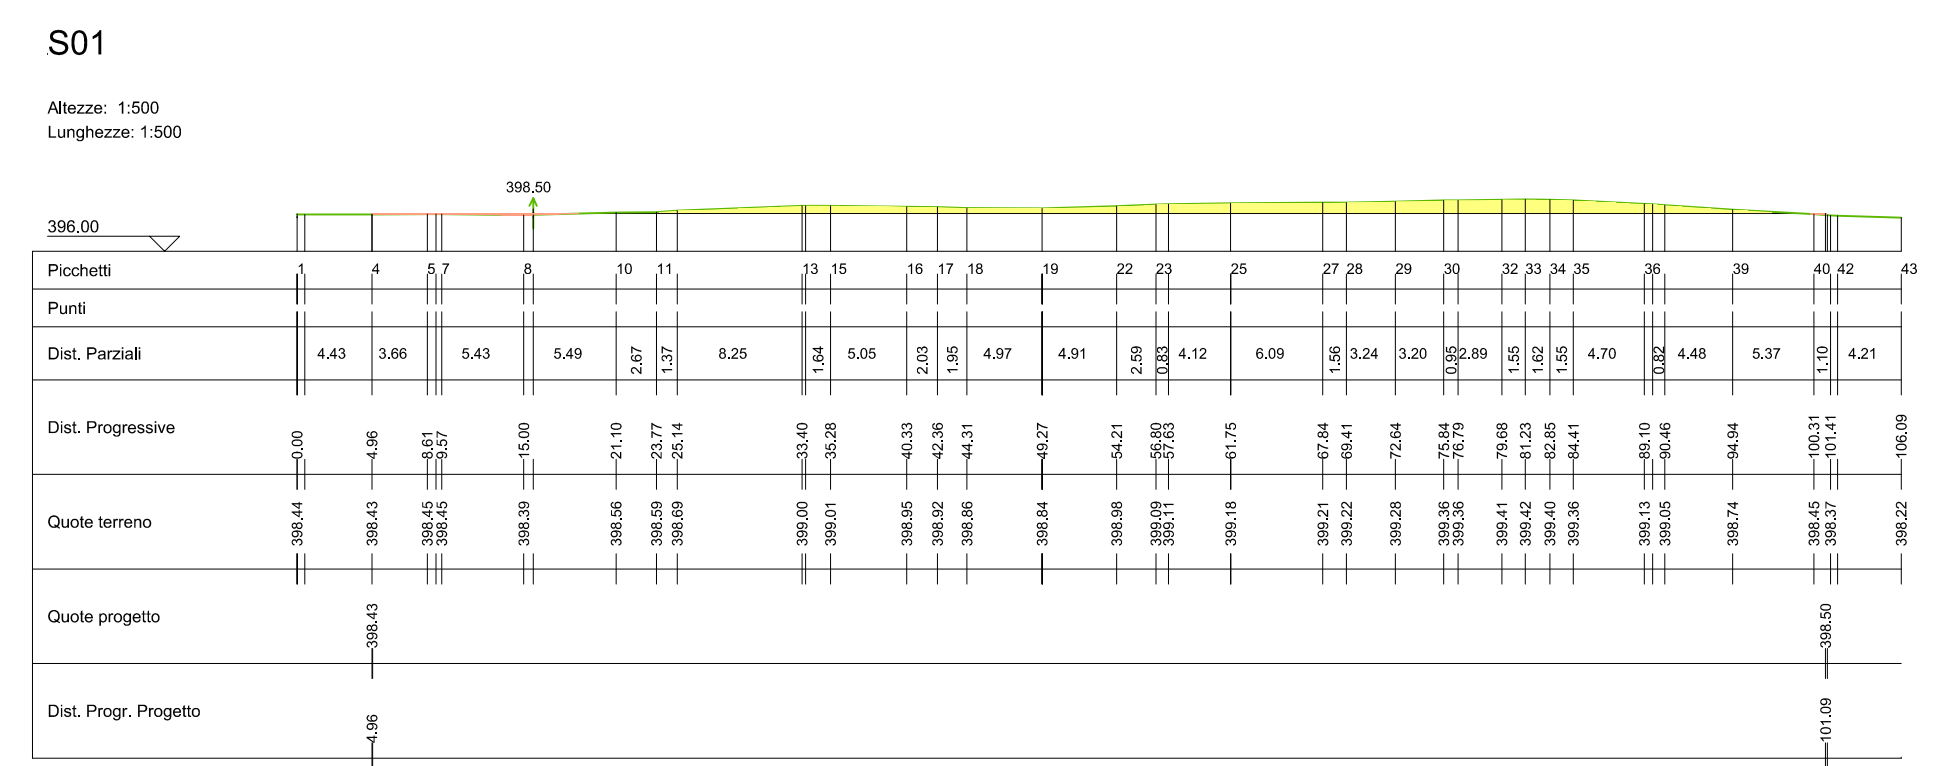 S01
Altezze: 1:500
Lunghezze: 1:500
398.50
396.00
Picchetti 1 4 5 7 8 10 11 13 15 16 17 18 19 22 23 25 27 28 29 30 32 33 34 35 36 39 40 42 43
Punti
Dist. Parziali 4.43 3.66 5.43 5.49 2.67 1.37 8.25 1.64 5.05 2.03 1.95 4.97 4.91 2.59 0.83 4.12 6.09 1.56 3.24 3.20 0.95 2.89 1.55 1.62 1.55 4.70 0.82 4.48 5.37 1.10 4.21
Dist. Progressive 0.00 4.96 8.61 9.57 15.00 21.10 23.77 25.14 33.40 35.28 40.33 42.36 44.31 49.27 54.21 56.80 57.63 61.75 67.84 69.41 72.64 75.84 76.79 79.68 81.23 82.85 84.41 89.10 90.46 94.94 100.31 101.41 106.09
Quote terreno 398.44 398.43 398.45 398.45 398.39 398.56 398.59 398.69 399.00 399.01 398.95 398.92 398.86 398.84 398.98 399.09 399.11 399.18 399.21 399.22 399.28 399.36 399.36 399.41 399.42 399.40 399.36 399.13 399.05 398.74 398.45 398.37 398.22
Quote progetto 398.43 398.50
Dist. Progr. Progetto 4.96 101.09